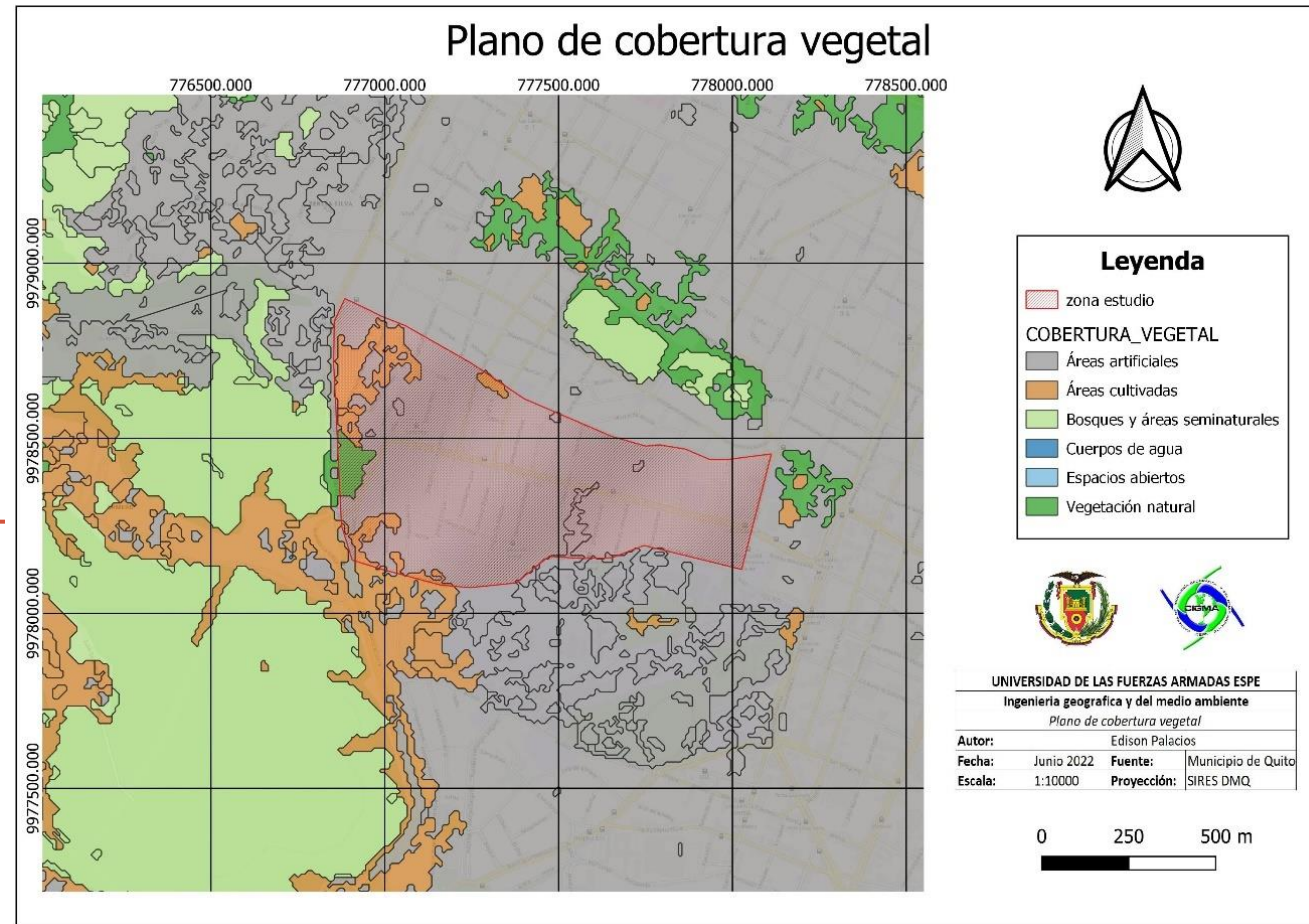 Plano de cobertura vegetal
776500.000 777000.000 777500.000 778000.000 778500.000
9979000.000
9978500.000
9978000.000
9977500.000
Leyenda
zona estudio
COBERTURA_VEGETAL
Áreas artificiales
Áreas cultivadas
Bosques y áreas seminaturales
Cuerpos de agua
Espacios abiertos
Vegetación natural
CIGMA
UNIVERSIDAD DE LAS FUERZAS ARMADAS ESPE
Ingenieria geografica y del medio ambiente
Plano de cobertura vegetal
Autor: Edison Palacios
Fecha: Junio 2022 Fuente: Municipio de Quito
Escala: 1:10000 Proyección: SIRES DMQ
0 250 500 m